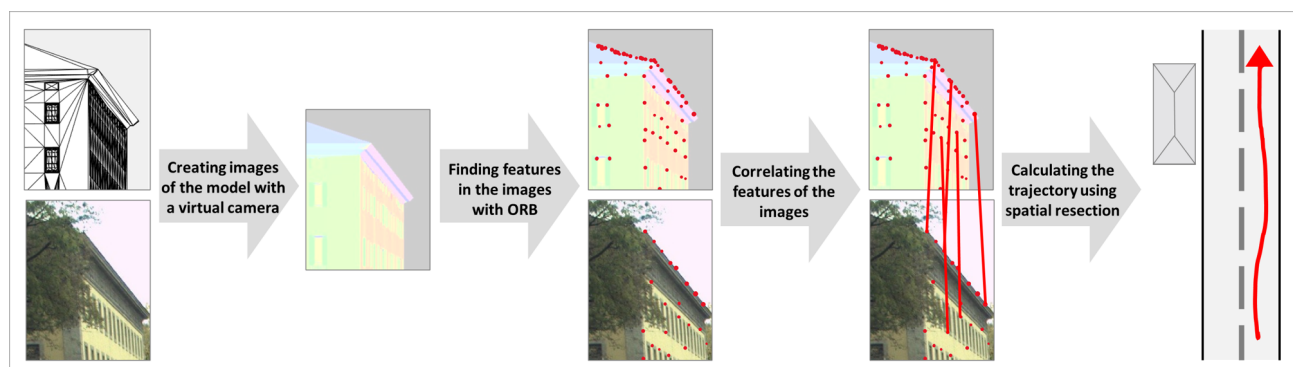 Creating images
of the model with
a virtual camera
Finding features
in the images
with ORB
Correlating the
features of the
images
Calculating the
trajectory using
spatial resection